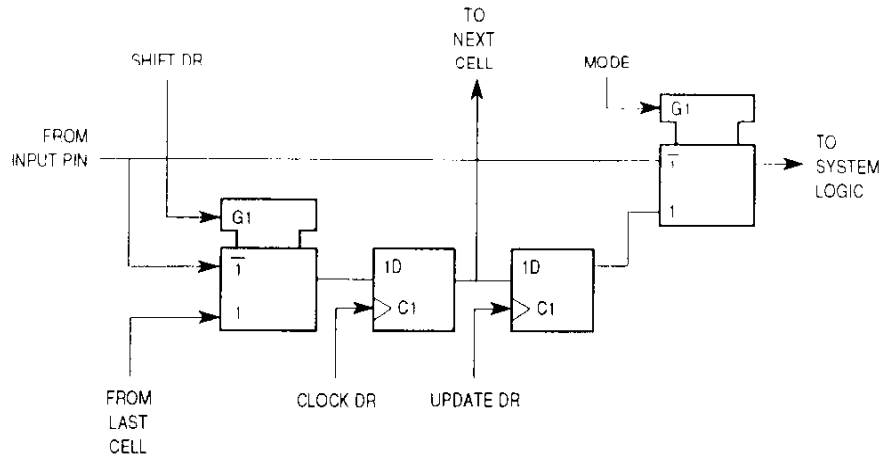 TO
NEXT
CELL
SHIFT DR
MODE
G1
FROM
INPUT PIN
1
TO
SYSTEM
LOGIC
G1
1
1
1D
1D
1
C1
C1
FROM
LAST
CELL
CLOCK DR
UPDATE DR